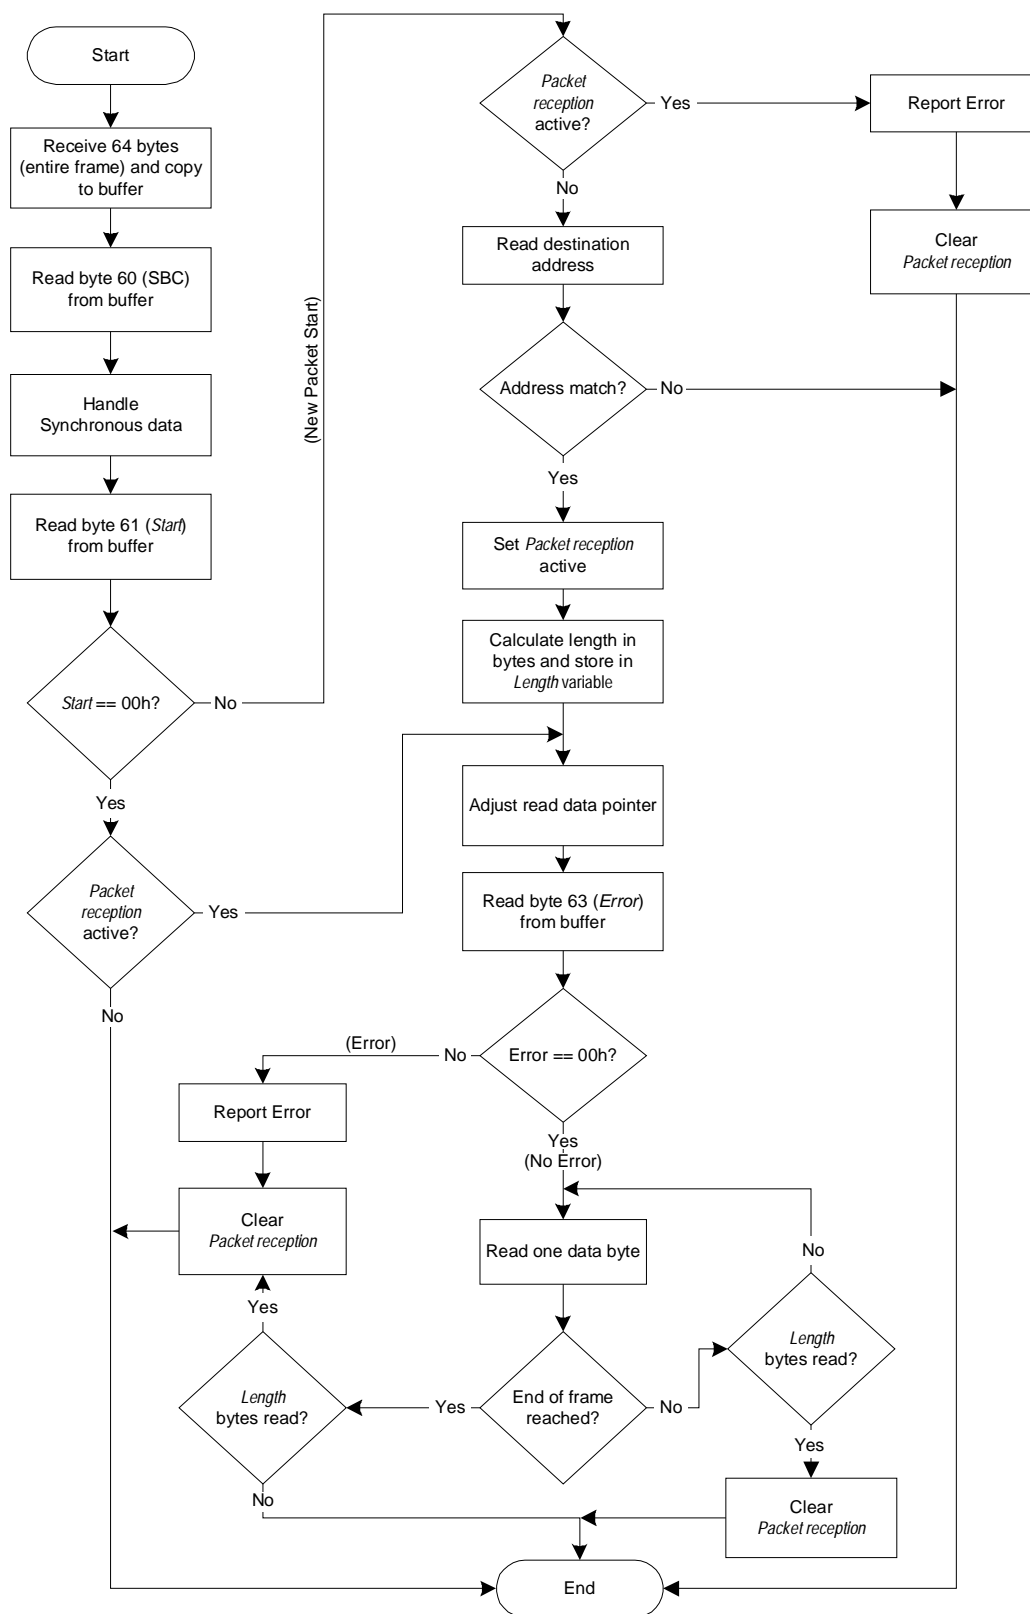 Start
Receive 64 bytes
(entire frame) and copy
to buffer
Read byte 60 (SBC)
from buffer
Handle
Synchronous data
Read byte 61 (Start)
from buffer
Start == 00h?
No
Yes
Packet
reception
active?
Yes
No
(New Packet Start)
Packet
reception
active?
Yes
No
Report Error
Clear
Packet reception
Read destination
address
Address match?
No
Yes
Set Packet reception
active
Calculate length in
bytes and store in
Length variable
Adjust read data pointer
Read byte 63 (Error)
from buffer
Error == 00h?
No
(Error)
Yes
(No Error)
Report Error
Clear
Packet reception
Read one data byte
End of frame
reached?
Yes
No
Length
bytes read?
Yes
No
Length
bytes read?
No
Yes
Clear
Packet reception
End